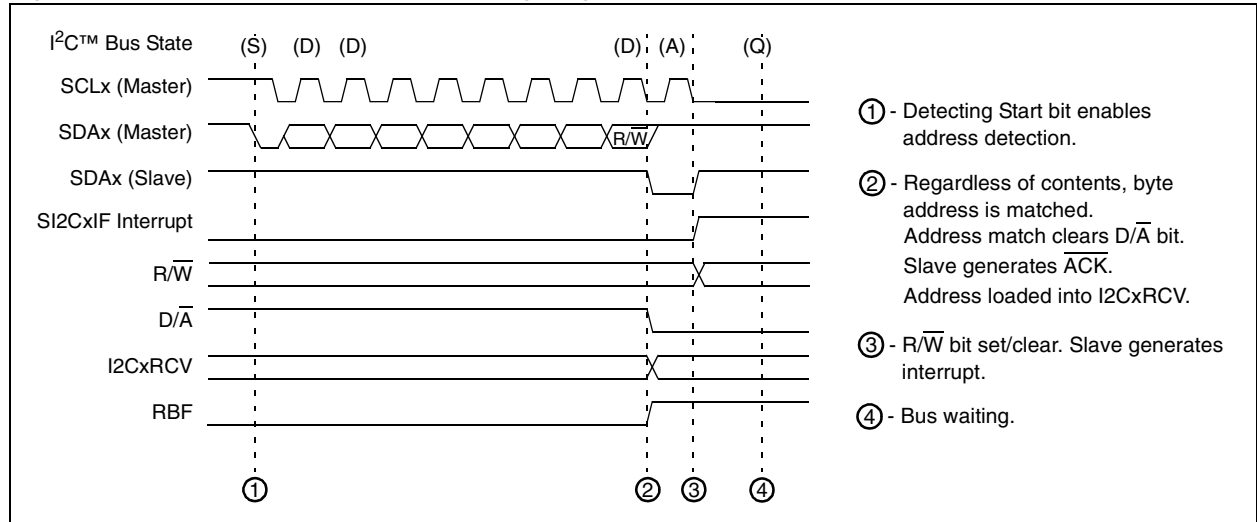 I²C™ Bus State (S) (D) (D) (D) (A) (Q)
SCLx (Master)
SDAx (Master) R/W̅
SDAx (Slave)
SI2CxIF Interrupt
R/W̅
D/A̅
I2CxRCV
RBF
① ② ③ ④
① - Detecting Start bit enables
address detection.
② - Regardless of contents, byte
address is matched.
Address match clears D/A̅ bit.
Slave generates A̅C̅K̅.
Address loaded into I2CxRCV.
③ - R/W̅ bit set/clear. Slave generates
interrupt.
④ - Bus waiting.